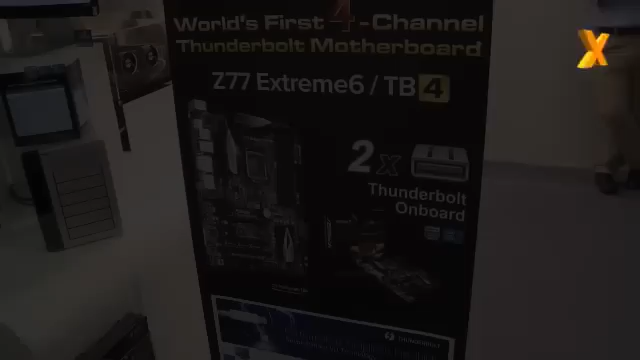 World's First 4-Channel
Thunderbolt Motherboard
X
Z77 Extreme6 / TB4
2x
Thunderbolt
Onboard